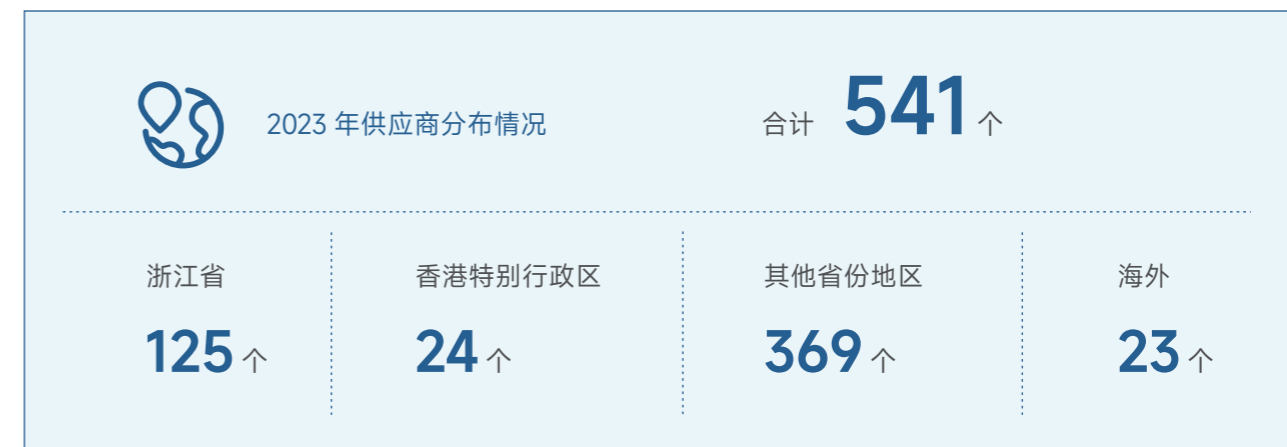 2023 年供应商分布情况
合计 541 个
浙江省
125 个
香港特别行政区
24 个
其他省份地区
369 个
海外
23 个